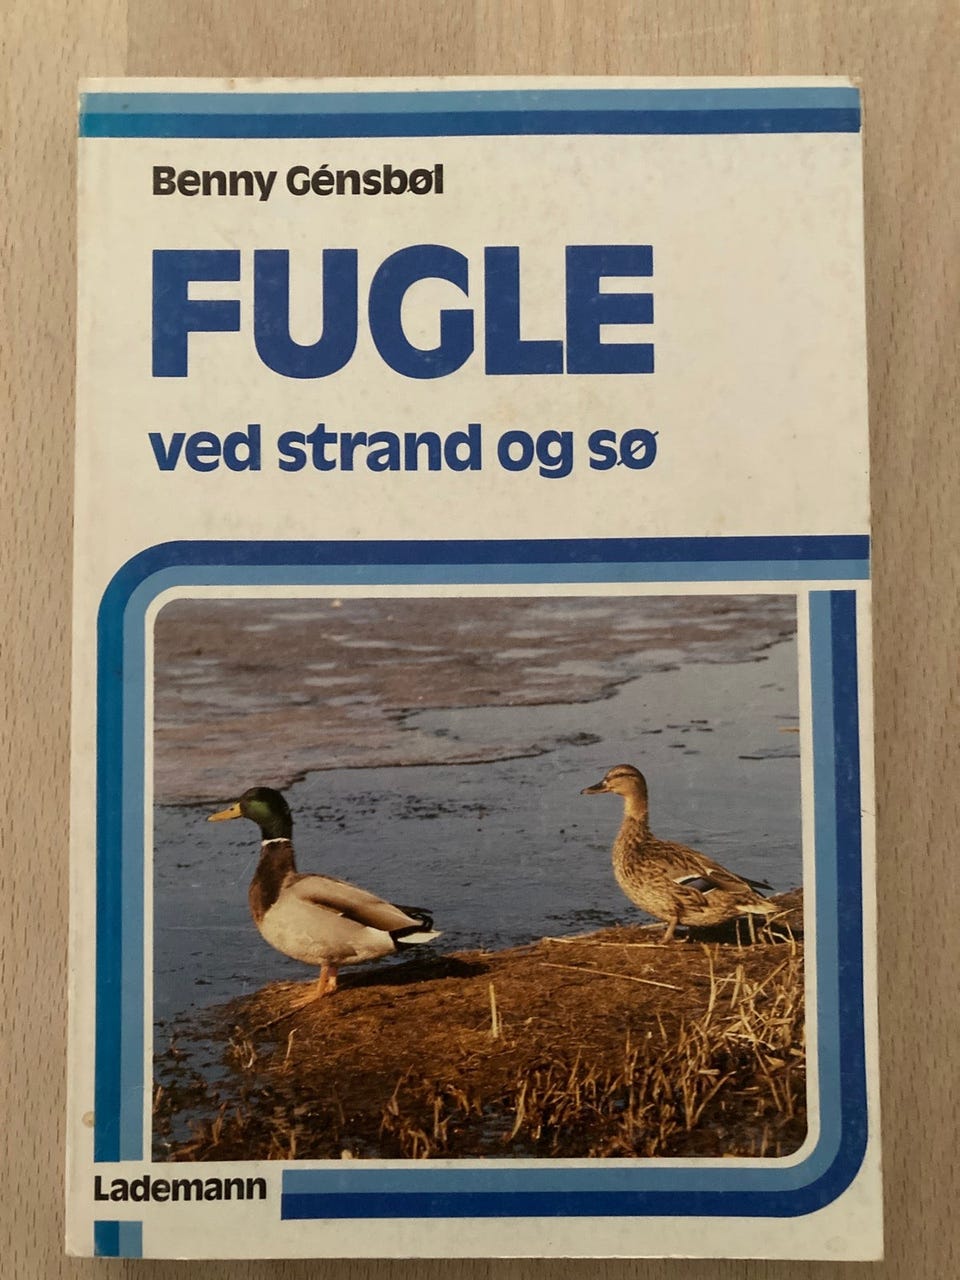 Benny Génsbøl
FUGLE
ved strand og sø
Lademann